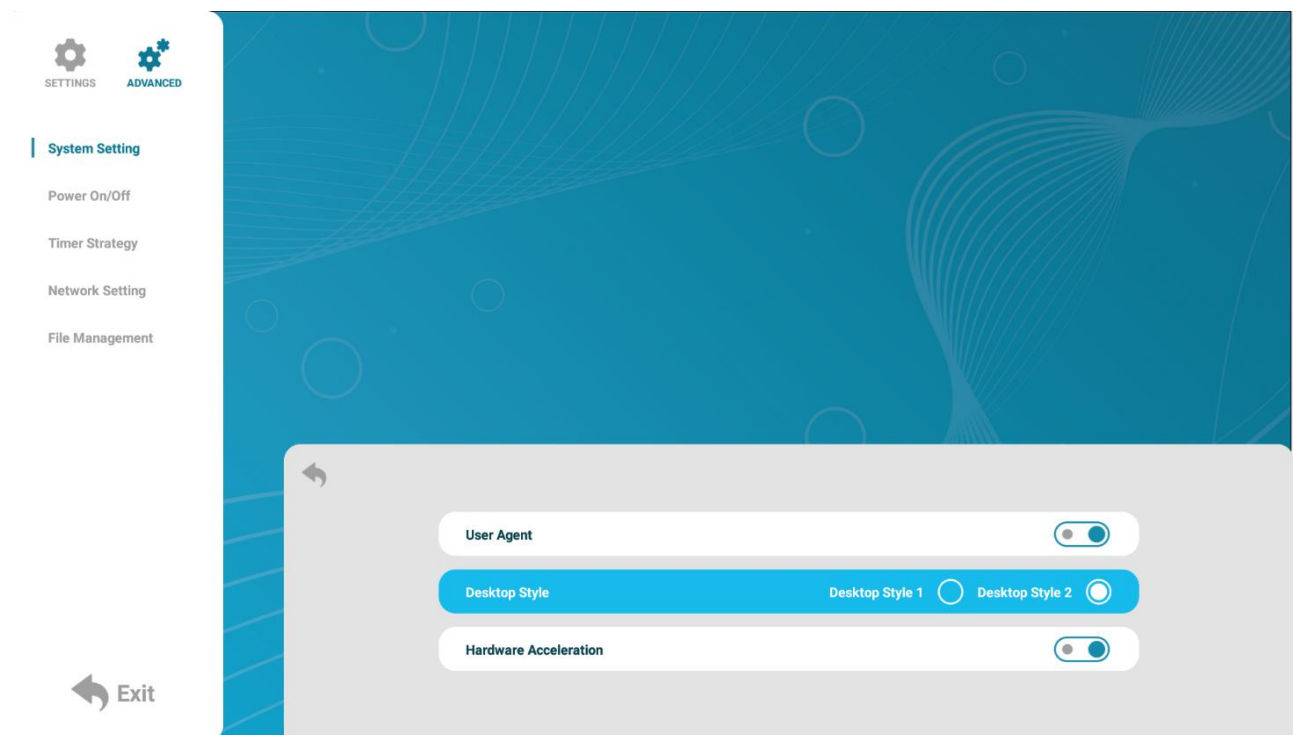 SETTINGS ADVANCED
System Setting
Power On/Off
Timer Strategy
Network Setting
File Management
Exit
User Agent
Desktop Style Desktop Style 1 Desktop Style 2
Hardware Acceleration